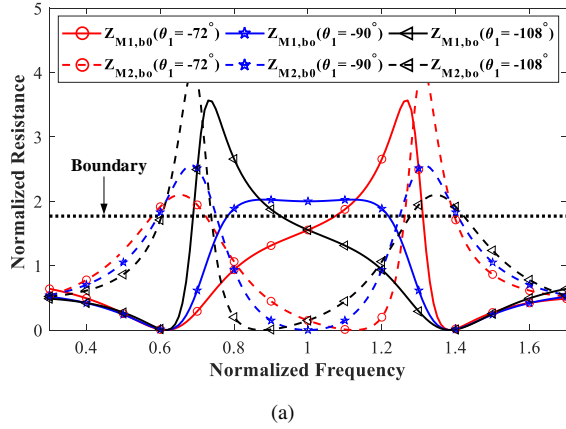 Z_M1,b0(θ_1= -72°) Z_M1,bo(θ_1= -90°) Z_M1,bo(θ_1= -108°)
Z_M2,bo(θ_1= -72°) Z_M2,bo(θ_1= -90°) Z_M2,bo(θ_1= -108°)
5
4
3
2
1
0
Normalized Resistance
Boundary
0.4 0.6 0.8 1 1.2 1.4 1.6
Normalized Frequency
(a)